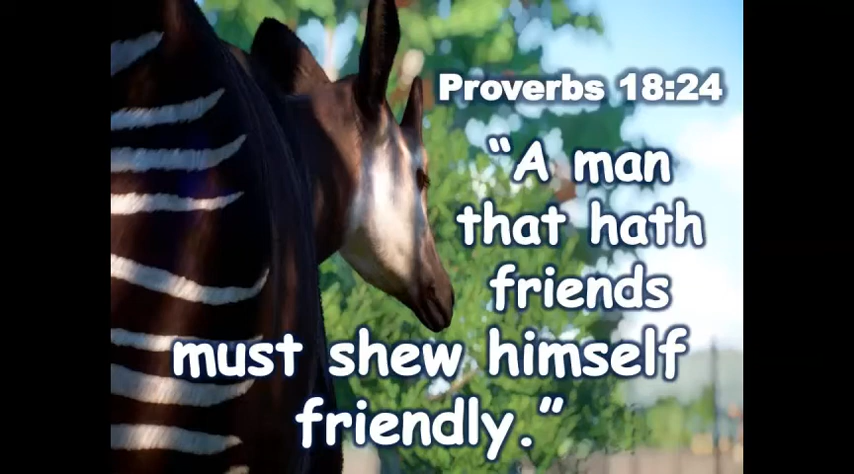 Proverbs 18:24
“A man
that hath
friends
must shew himself
friendly.”